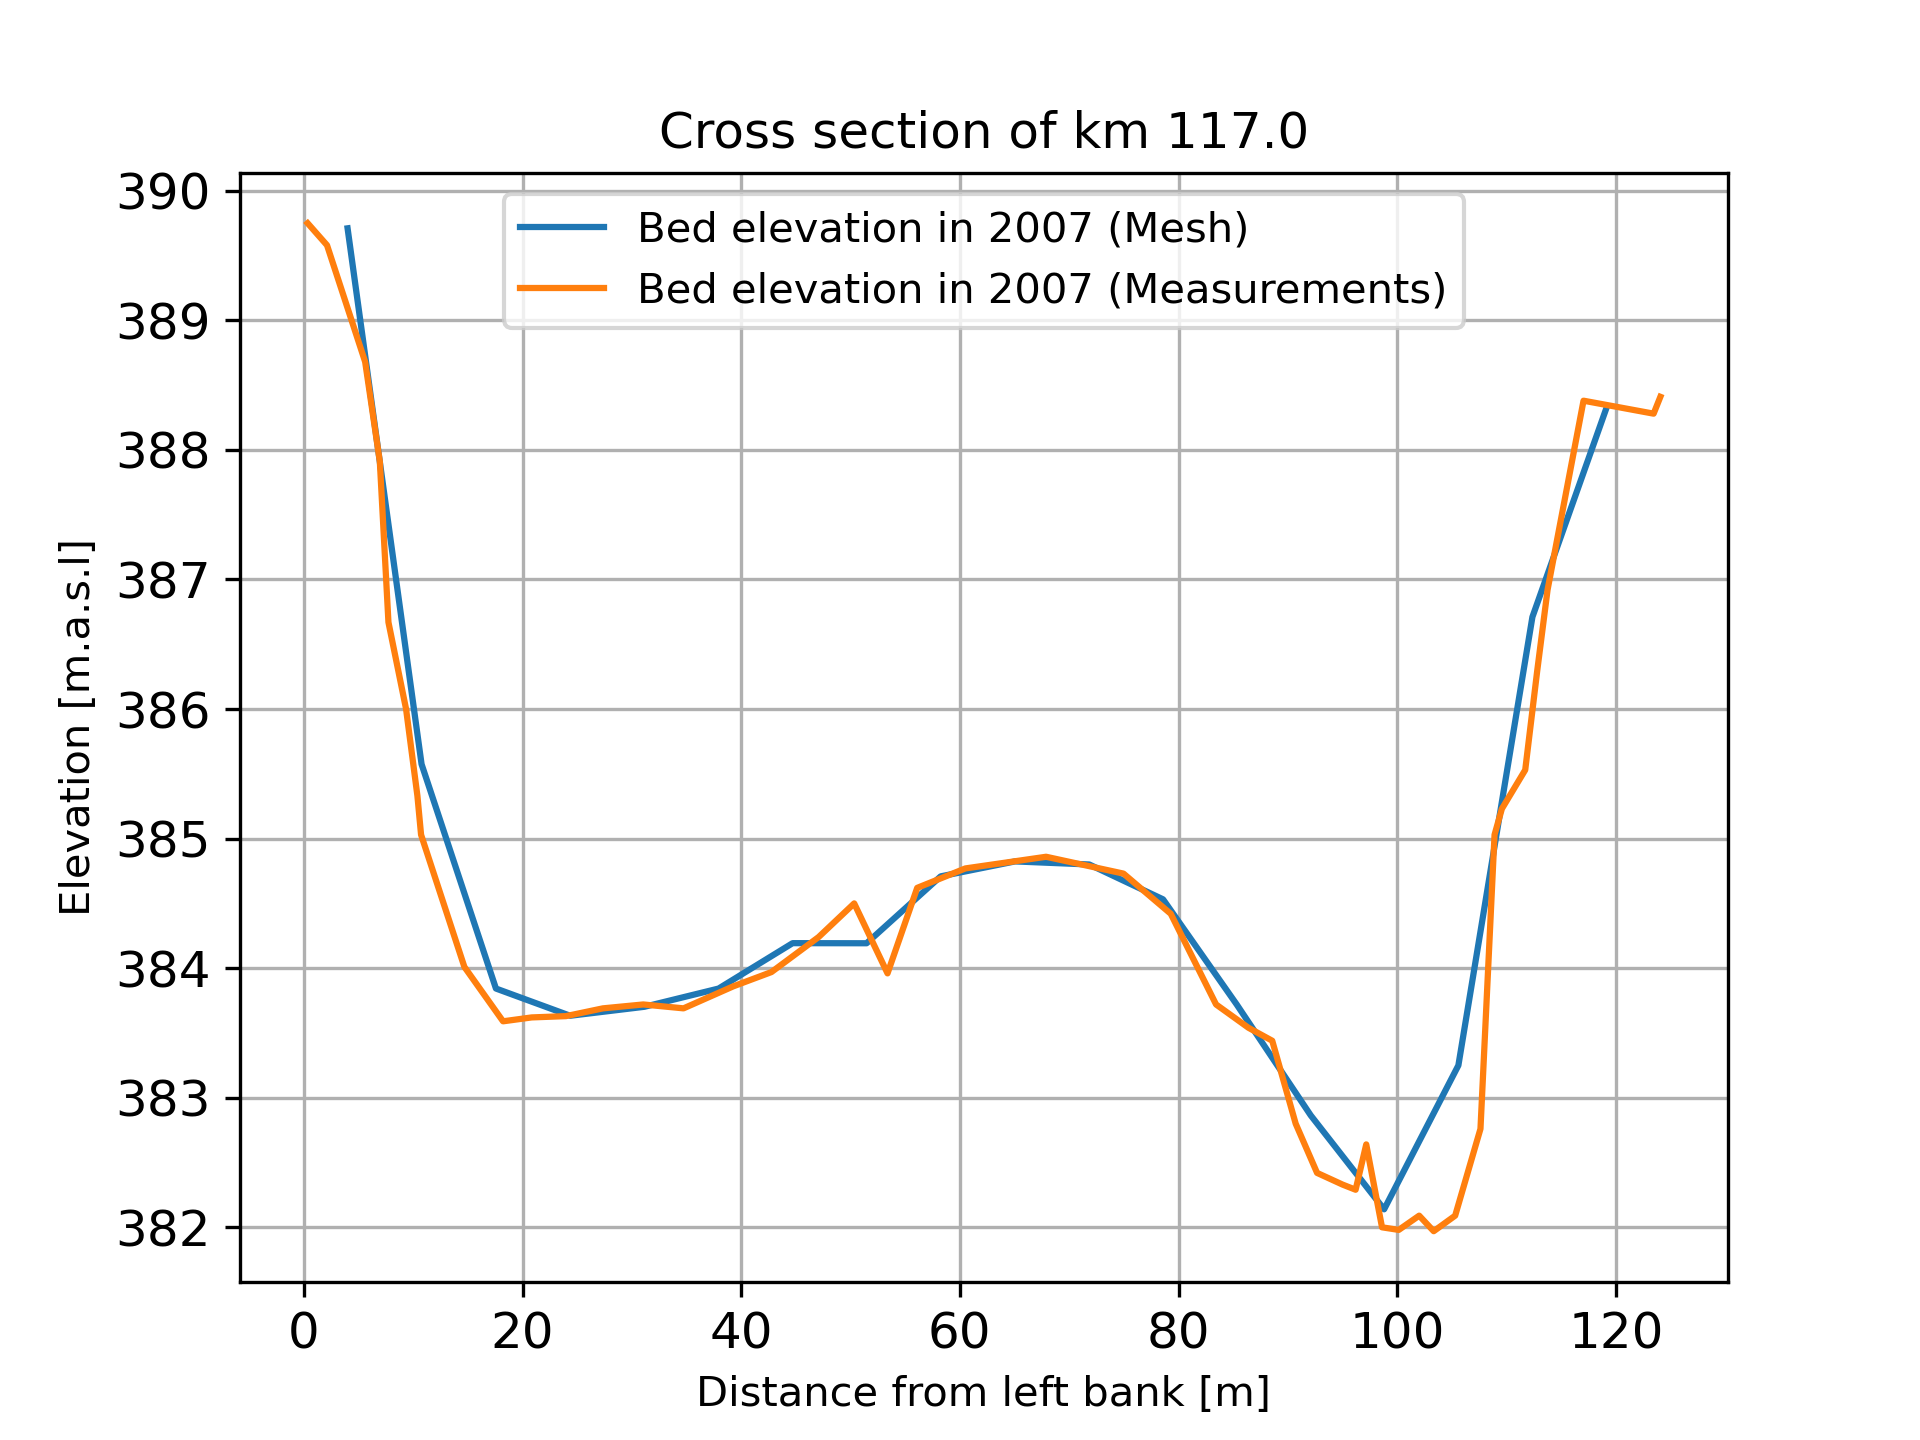 Cross section of km 117.0
Bed elevation in 2007 (Mesh)
Bed elevation in 2007 (Measurements)
390
389
388
387
386
385
384
383
382
Elevation [m.a.s.l]
0 20 40 60 80 100 120
Distance from left bank [m]